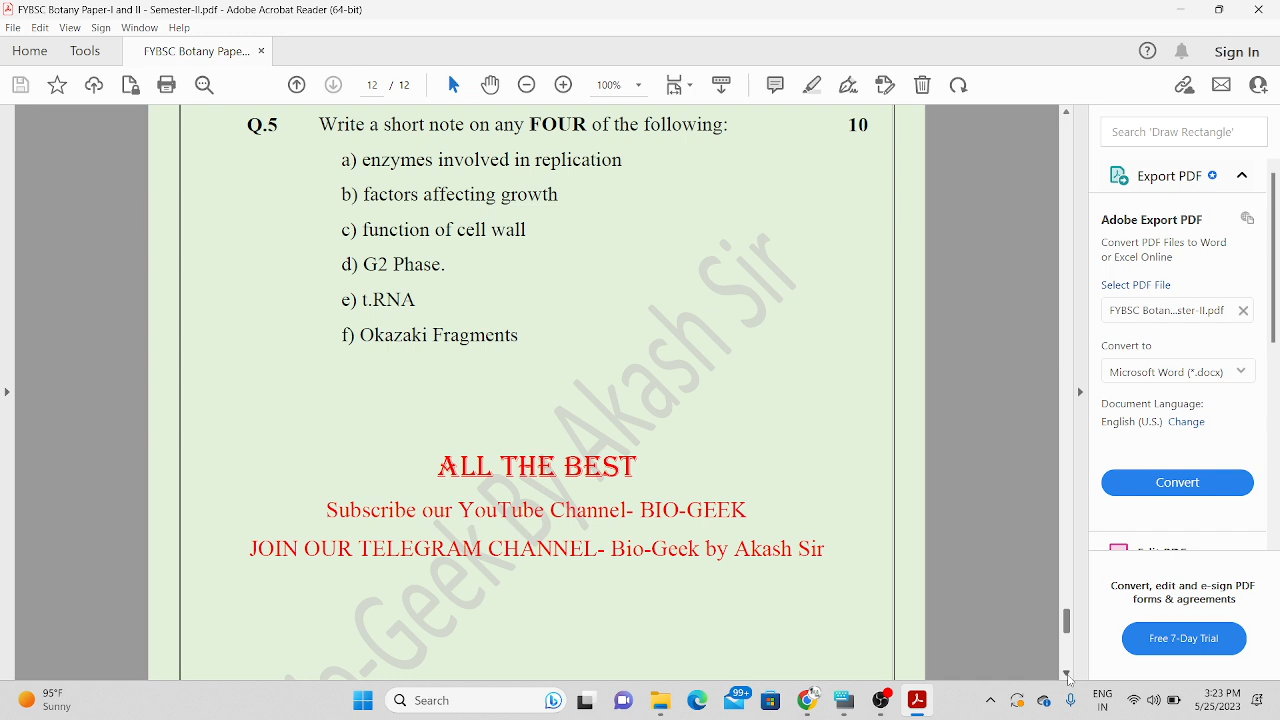 FYBSC Botany Paper-I and II - Semester-II.pdf - Adobe Acrobat Reader (64-bit)
File Edit View Sign Window Help
Home Tools FYBSC Botany Pape... × Sign In
12 / 12 100%
Search 'Draw Rectangle'
Export PDF
Adobe Export PDF
Convert PDF Files to Word
or Excel Online
Select PDF File
FYBSC Botan...ster-II.pdf
Convert to
Microsoft Word (*.docx)
Document Language:
English (U.S.) Change
Convert
Convert, edit and e-sign PDF
forms & agreements
Free 7-Day Trial
Q.5 Write a short note on any FOUR of the following: 10
a) enzymes involved in replication
b) factors affecting growth
c) function of cell wall
d) G2 Phase.
e) t.RNA
f) Okazaki Fragments
ALL THE BEST
Subscribe our YouTube Channel- BIO-GEEK
JOIN OUR TELEGRAM CHANNEL- Bio-Geek by Akash Sir
Bio-Geek By Akash Sir
95°F
Sunny
Search
99+
ENG
IN
3:23 PM
5/25/2023